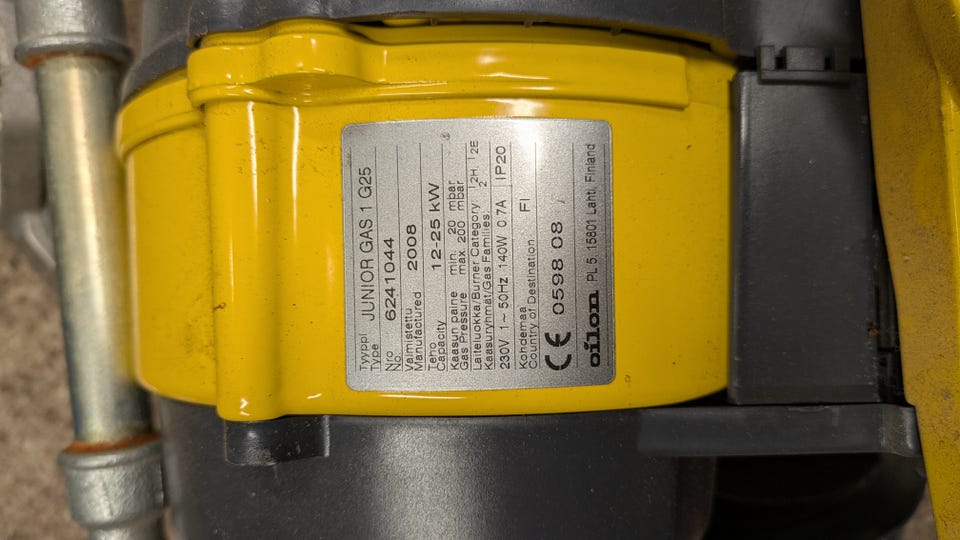 Tyyppi
Type JUNIOR GAS 1 G25
Nro
No. 6241044
Valmistettu
Manufactured 2008
Teho
Capacity 12-25 kW
Kaasun paine min. 20 mbar
Gas Pressure max. 200 mbar
Laiteluokka/Burner Category I2H I2E
Kaasuryhmät/Gas Families: 2
230V 1~ 50Hz 140W 0.7A IP20
Kohdemaa
Country of Destination FI
CE 0598 08
oilon PL 5 15801 Lahti, Finland